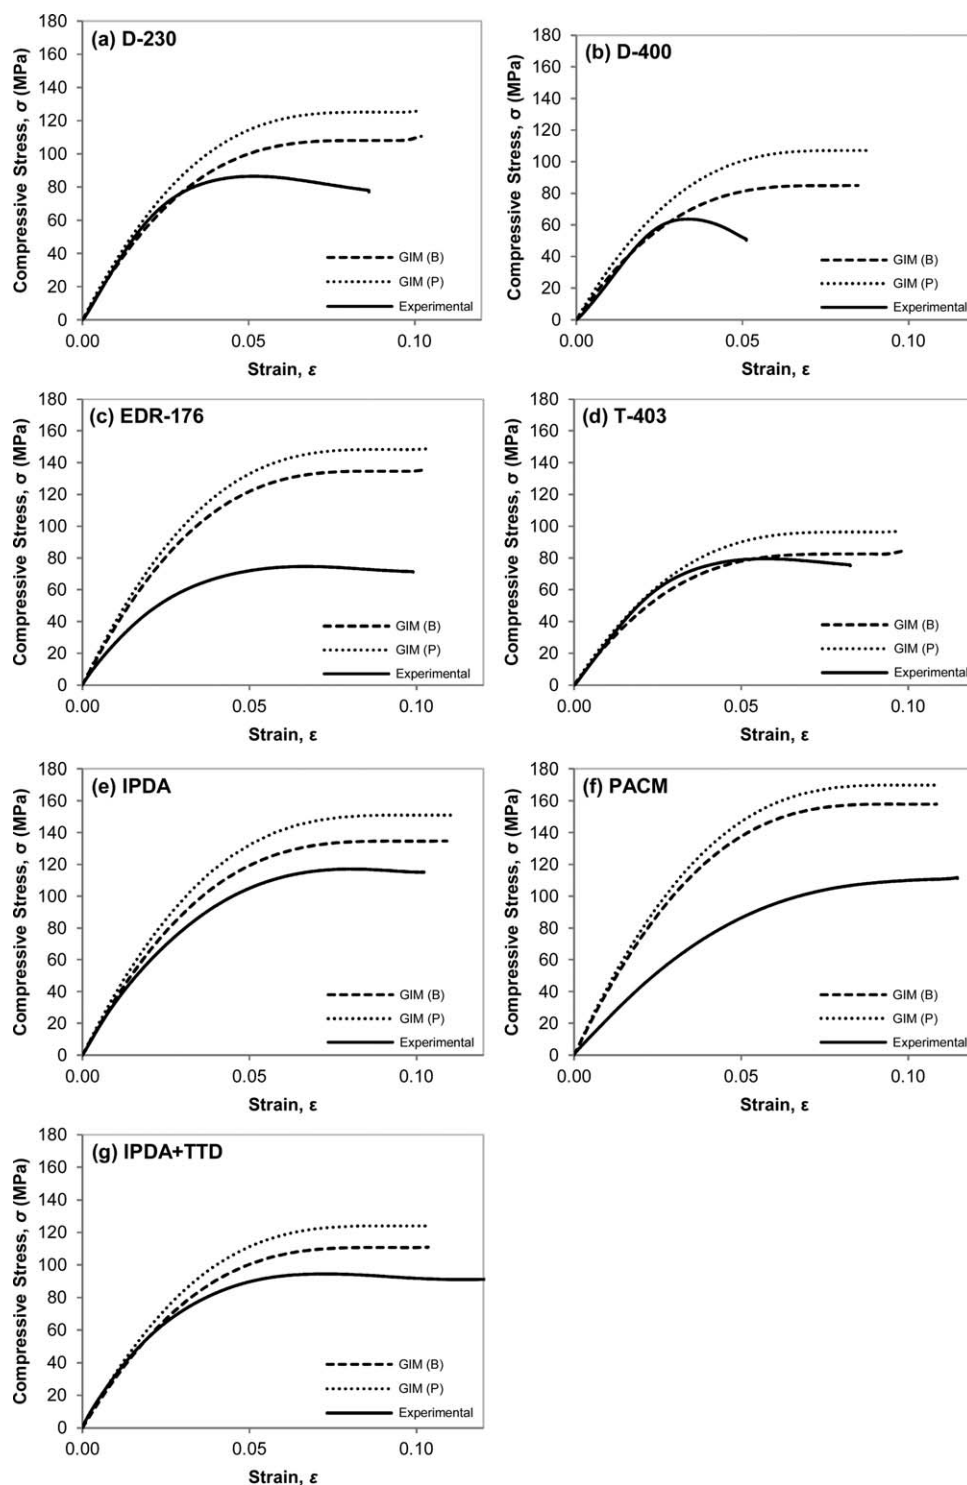 (a) D-230
Compressive Stress, σ (MPa)
180
160
140
120
100
80
60
40
20
0
GIM (B)
GIM (P)
Experimental
0.00
0.05
0.10
Strain, ε
(b) D-400
Compressive Stress, σ (MPa)
180
160
140
120
100
80
60
40
20
0
GIM (B)
GIM (P)
Experimental
0.00
0.05
0.10
Strain, ε
(c) EDR-176
Compressive Stress, σ (MPa)
180
160
140
120
100
80
60
40
20
0
GIM (B)
GIM (P)
Experimental
0.00
0.05
0.10
Strain, ε
(d) T-403
Compressive Stress, σ (MPa)
180
160
140
120
100
80
60
40
20
0
GIM (B)
GIM (P)
Experimental
0.00
0.05
0.10
Strain, ε
(e) IPDA
Compressive Stress, σ (MPa)
180
160
140
120
100
80
60
40
20
0
GIM (B)
GIM (P)
Experimental
0.00
0.05
0.10
Strain, ε
(f) PACM
Compressive Stress, σ (MPa)
180
160
140
120
100
80
60
40
20
0
GIM (B)
GIM (P)
Experimental
0.00
0.05
0.10
Strain, ε
(g) IPDA+TTD
Compressive Stress, σ (MPa)
180
160
140
120
100
80
60
40
20
0
GIM (B)
GIM (P)
Experimental
0.00
0.05
0.10
Strain, ε